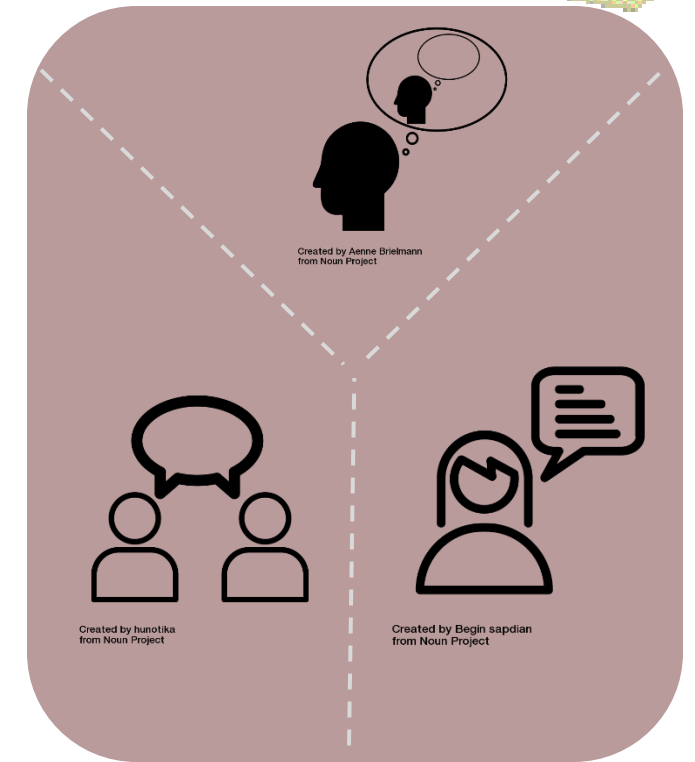 Created by Aenne Brielmann
from Noun Project
Created by hunotika
from Noun Project
Created by Begin sapdian
from Noun Project